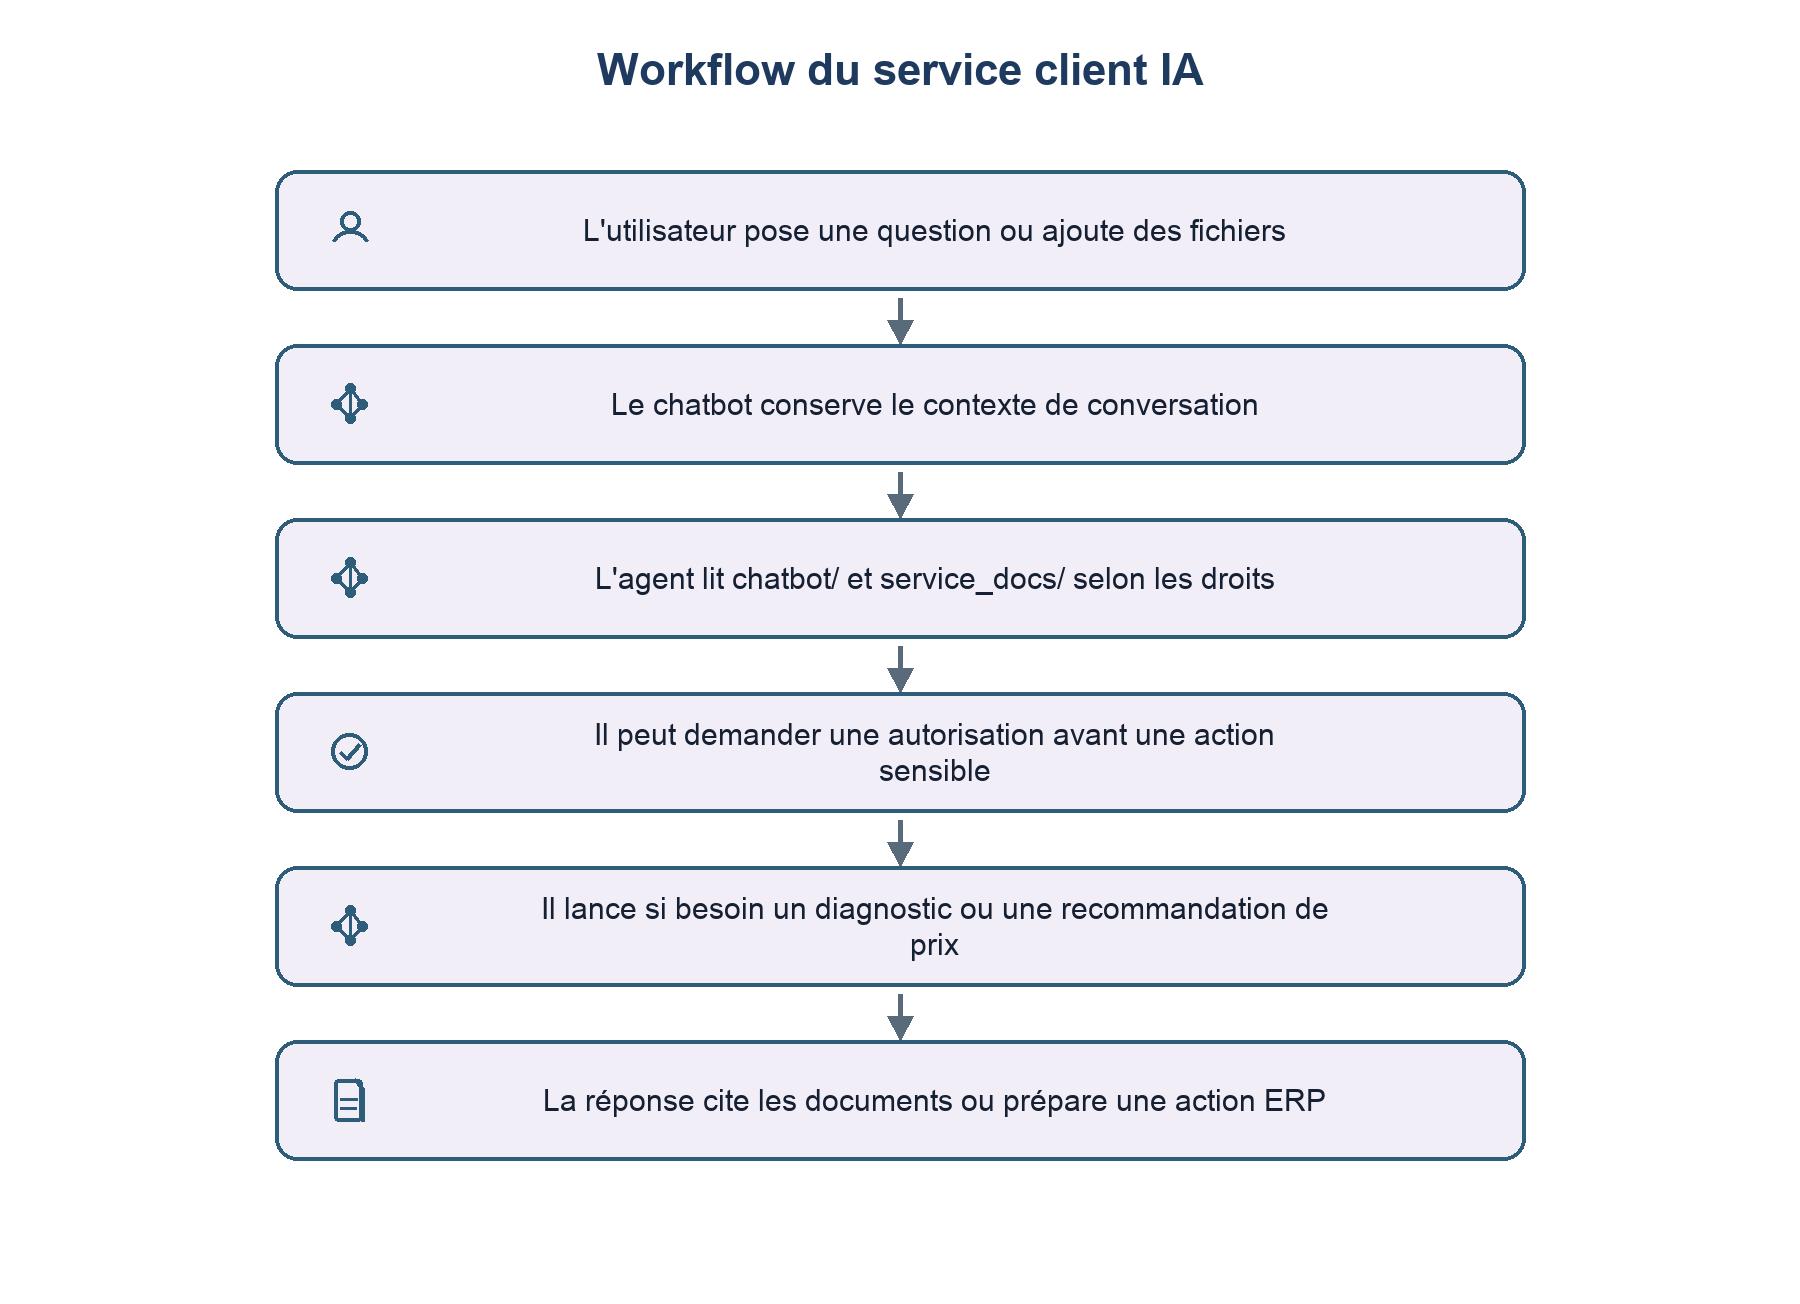 Workflow du service client IA
L'utilisateur pose une question ou ajoute des fichiers
Le chatbot conserve le contexte de conversation
L'agent lit chatbot/ et service_docs/ selon les droits
Il peut demander une autorisation avant une action
sensible
Il lance si besoin un diagnostic ou une recommandation de
prix
La réponse cite les documents ou prépare une action ERP